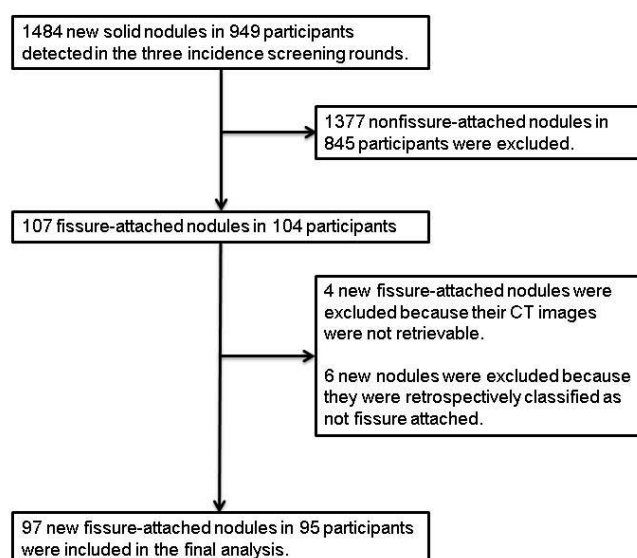 1484 new solid nodules in 949 participants
detected in the three incidence screening rounds.
1377 nonfissure-attached nodules in
845 participants were excluded.
107 fissure-attached nodules in 104 participants
4 new fissure-attached nodules were
excluded because their CT images
were not retrievable.
6 new nodules were excluded because
they were retrospectively classified as
not fissure attached.
97 new fissure-attached nodules in 95 participants
were included in the final analysis.